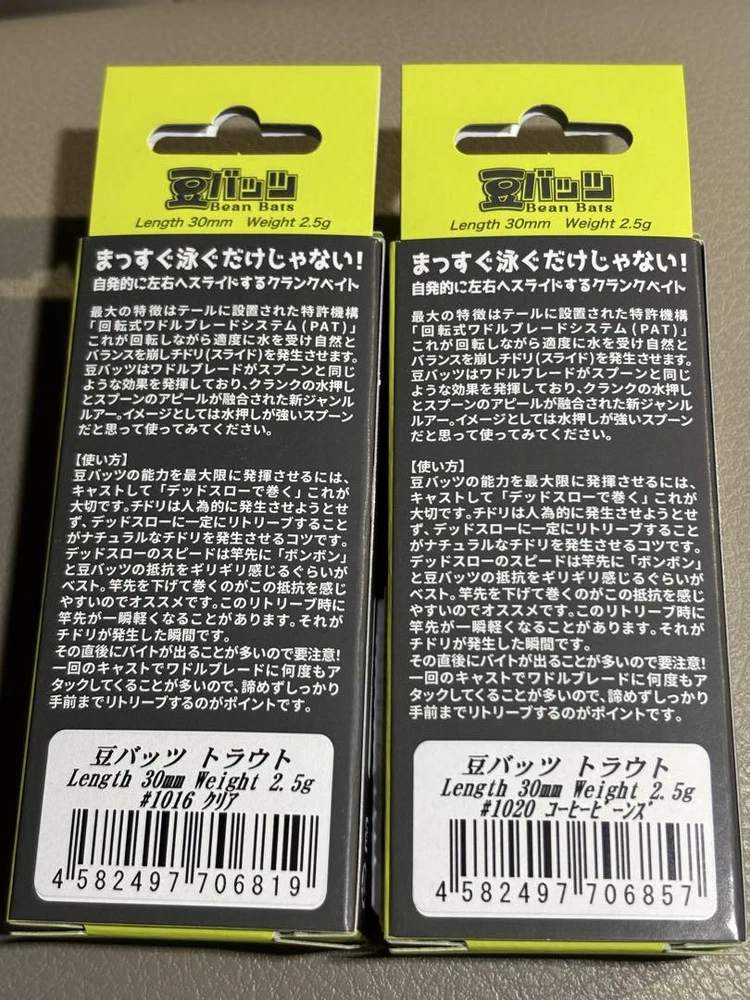 豆バッツ
Bean Bats
Length 30mm Weight 2.5g
まっすぐ泳ぐだけじゃない!
自発的に左右へスライドするクランクベイト
最大の特徴はテールに設置された特許機構
「回転式ワドルブレードシステム(PAT)」
これが回転しながら適度に水を受け自然と
バランスを崩しチドリ(スライド)を発生させます。
豆バッツはワドルブレードがスプーンと同じ
ような効果を発揮しており、クランクの水押し
とスプーンのアピールが融合された新ジャンル
ルアー。イメージとしては水押しが強いスプーン
だと思って使ってみてください。
【使い方】
豆バッツの能力を最大限に発揮させるには、
キャストして「デッドスローで巻く」これが
大切です。チドリは人為的に発生させようとせ
ず、デッドスローに一定にリトリーブすること
がナチュラルなチドリを発生させるコツです。
デッドスローのスピードは竿先に「ボンボン」
と豆バッツの抵抗をギリギリ感じるぐらいが
ベスト。竿先を下げて巻くのがこの抵抗を感じ
やすいのでオススメです。このリトリーブ時に
竿先が一瞬軽くなることがあります。それが
チドリが発生した瞬間です。
その直後にバイトが出ることが多いので要注意!
一回のキャストでワドルブレードに何度もア
タックしてくることが多いので、諦めずしっかり
手前までリトリーブするのがポイントです。
豆バッツ トラウト
Length 30mm Weight 2.5g
#1016 クリア
4 582497 706819
豆バッツ
Bean Bats
Length 30mm Weight 2.5g
まっすぐ泳ぐだけじゃない!
自発的に左右へスライドするクランクベイト
最大の特徴はテールに設置された特許機構
「回転式ワドルブレードシステム(PAT)」
これが回転しながら適度に水を受け自然と
バランスを崩しチドリ(スライド)を発生させます。
豆バッツはワドルブレードがスプーンと同じ
ような効果を発揮しており、クランクの水押し
とスプーンのアピールが融合された新ジャンル
ルアー。イメージとしては水押しが強いスプーン
だと思って使ってみてください。
【使い方】
豆バッツの能力を最大限に発揮させるには、
キャストして「デッドスローで巻く」これが
大切です。チドリは人為的に発生させようとせ
ず、デッドスローに一定にリトリーブすること
がナチュラルなチドリを発生させるコツです。
デッドスローのスピードは竿先に「ボンボン」
と豆バッツの抵抗をギリギリ感じるぐらいが
ベスト。竿先を下げて巻くのがこの抵抗を感じ
やすいのでオススメです。このリトリーブ時に
竿先が一瞬軽くなることがあります。それが
チドリが発生した瞬間です。
その直後にバイトが出ることが多いので要注意!
一回のキャストでワドルブレードに何度もア
タックしてくることが多いので、諦めずしっかり
手前までリトリーブするのがポイントです。
豆バッツ トラウト
Length 30mm Weight 2.5g
#1020 コーヒービーンズ
4 582497 706857